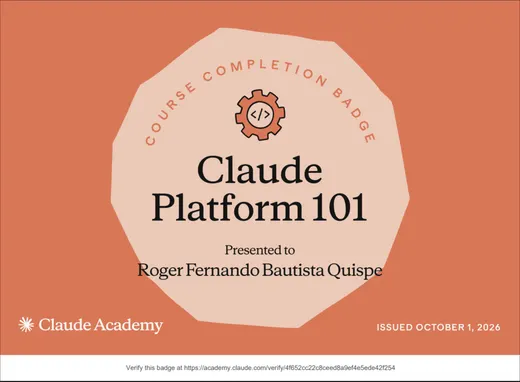 COURSE COMPLETION BADGE
</>
Claude
Platform 101
Presented to
Roger Fernando Bautista Quispe
Claude Academy
ISSUED OCTOBER 1, 2026
Verify this badge at https://academy.claude.com/verify/4f652cc22c8ceed8a9ef4e5ede42f254